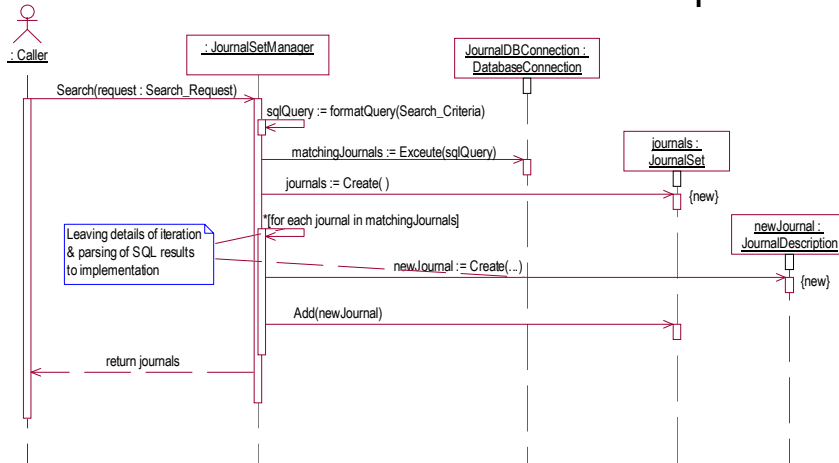 : Caller
: JournalSetManager
JournalDBConnection :
DatabaseConnection
Search(request : Search_Request)
sqlQuery := formatQuery(Search_Criteria)
matchingJournals := Exceute(sqlQuery)
journals :
JournalSet
journals := Create( )
{new}
*[for each journal in matchingJournals]
Leaving details of iteration
& parsing of SQL results
to implementation
newJournal :
JournalDescription
newJournal := Create(...)
{new}
Add(newJournal)
return journals